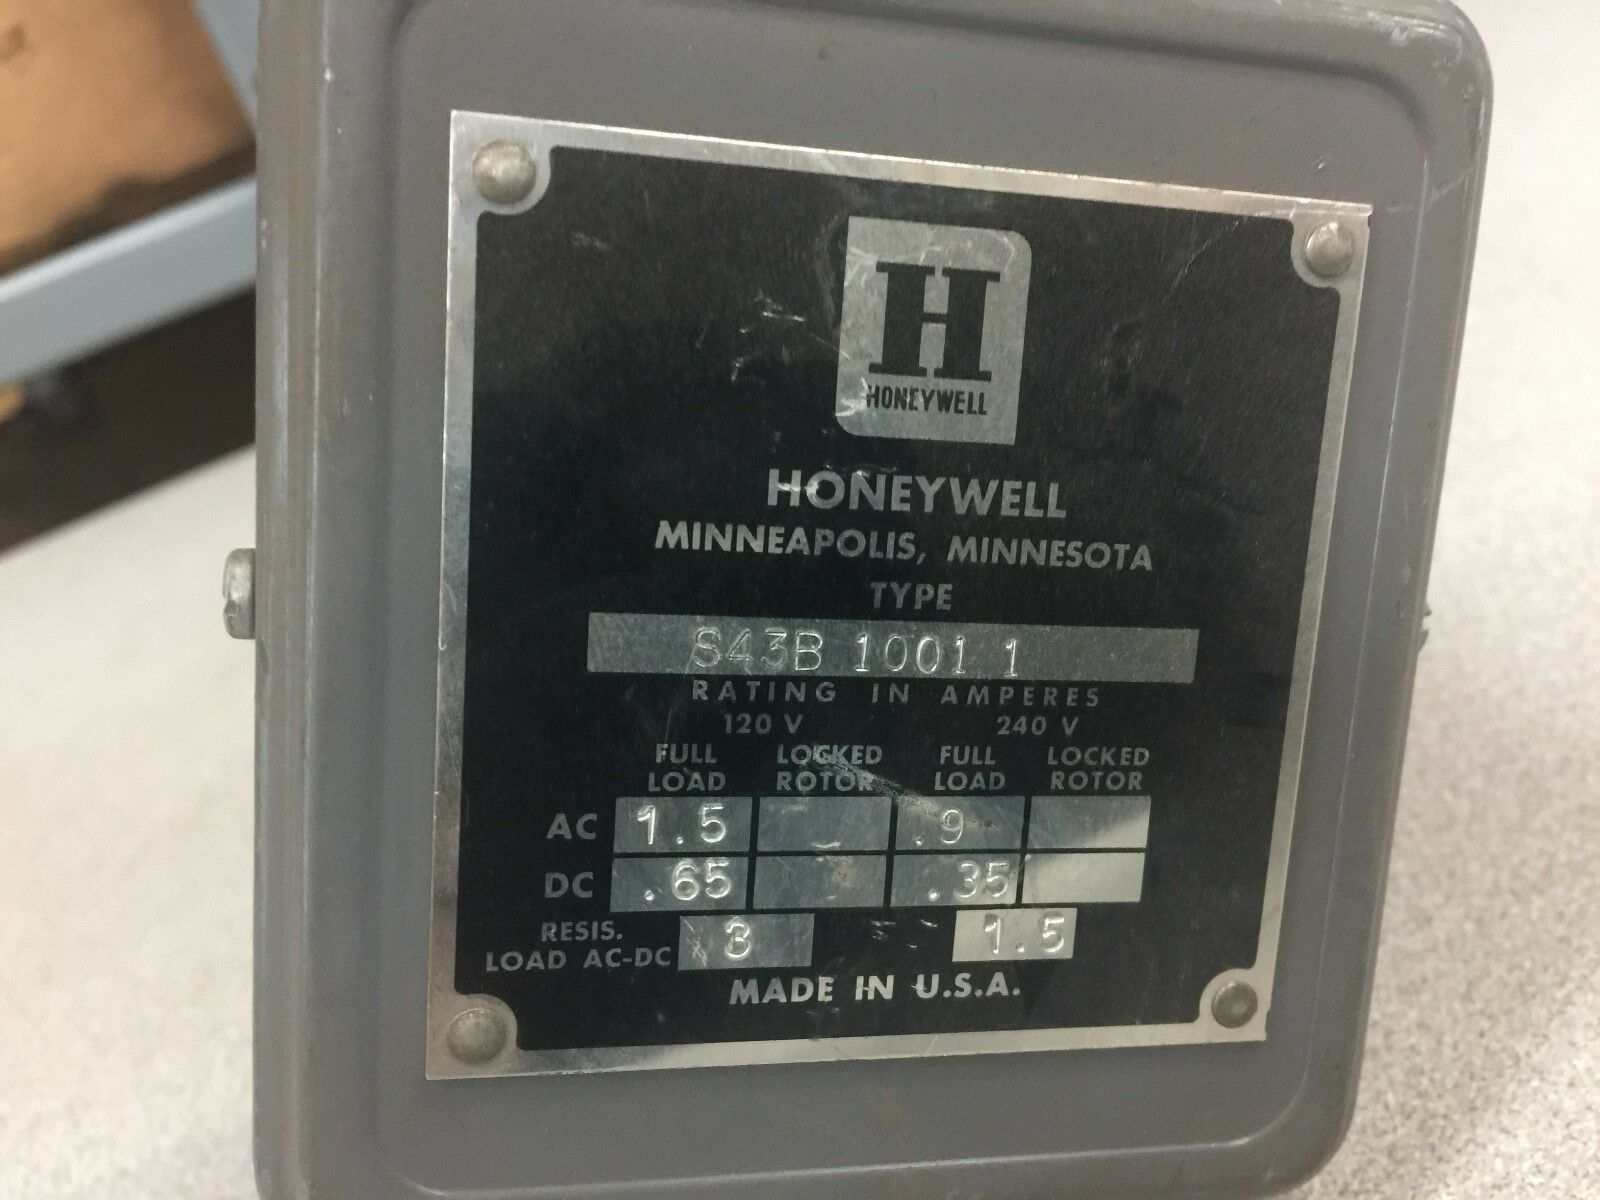 H
HONEYWELL
HONEYWELL
MINNEAPOLIS, MINNESOTA
TYPE
S43B 1001 1
RATING IN AMPERES
120 V 240 V
FULL LOAD LOCKED ROTOR FULL LOAD LOCKED ROTOR
AC 1.5 .9
DC .65 .35
RESIS. LOAD AC-DC 3 1.5
MADE IN U.S.A.